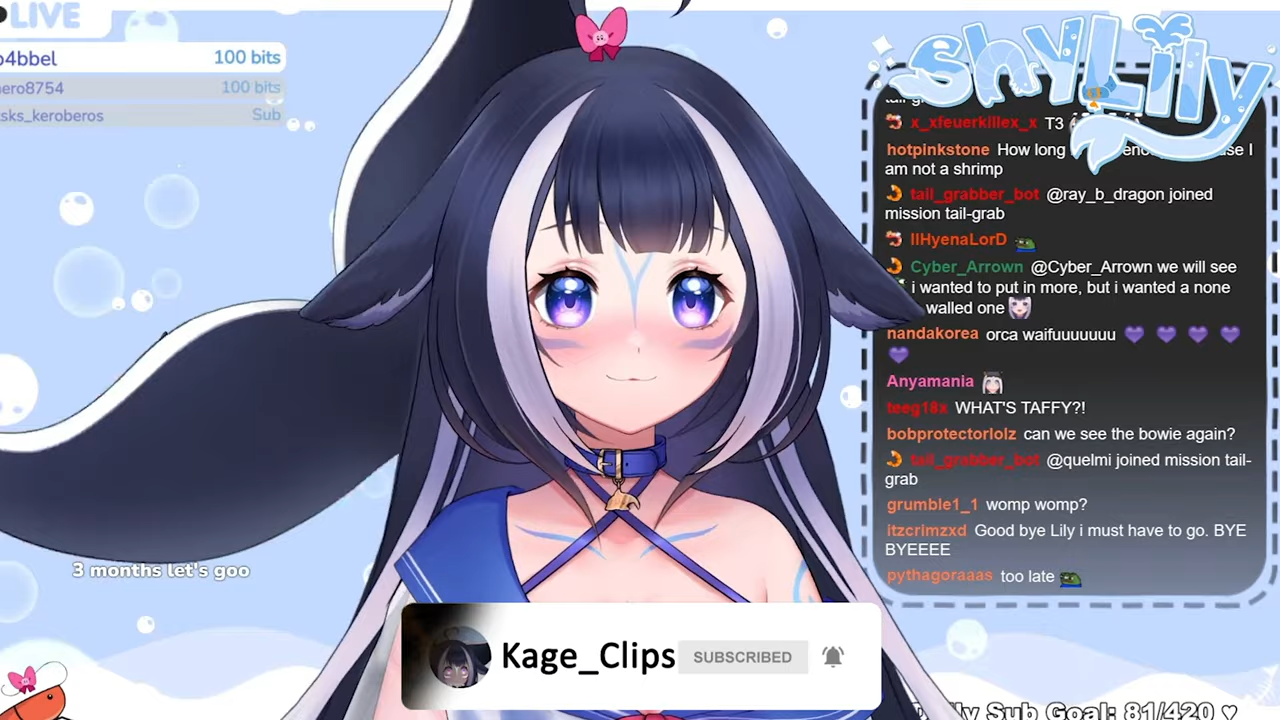 LIVE
100 bits
100 bits
Sub
shyLily
x_xfeuerkillex_x T3
hotpinkstone How long
I
am not a shrimp
tail_grabber_bot @ray_b_dragon joined
mission tail-grab
IIHyenaLorD
Cyber_Arrown @Cyber_Arrown we will see
i wanted to put in more, but i wanted a none
walled one
nandakorea orca waifuuuuuuu
Anyamania
teeg18x WHAT'S TAFFY?!
bobprotectorlolz can we see the bowie again?
tail_grabber_bot @quelmi joined mission tail-
grab
grumble1_1 womp womp?
itzcrimzxd Good bye Lily i must have to go. BYE
BYEEEE
pythagoraaas too late
3 months let's goo
Kage_Clips SUBSCRIBED
Sub Goal: 81/420